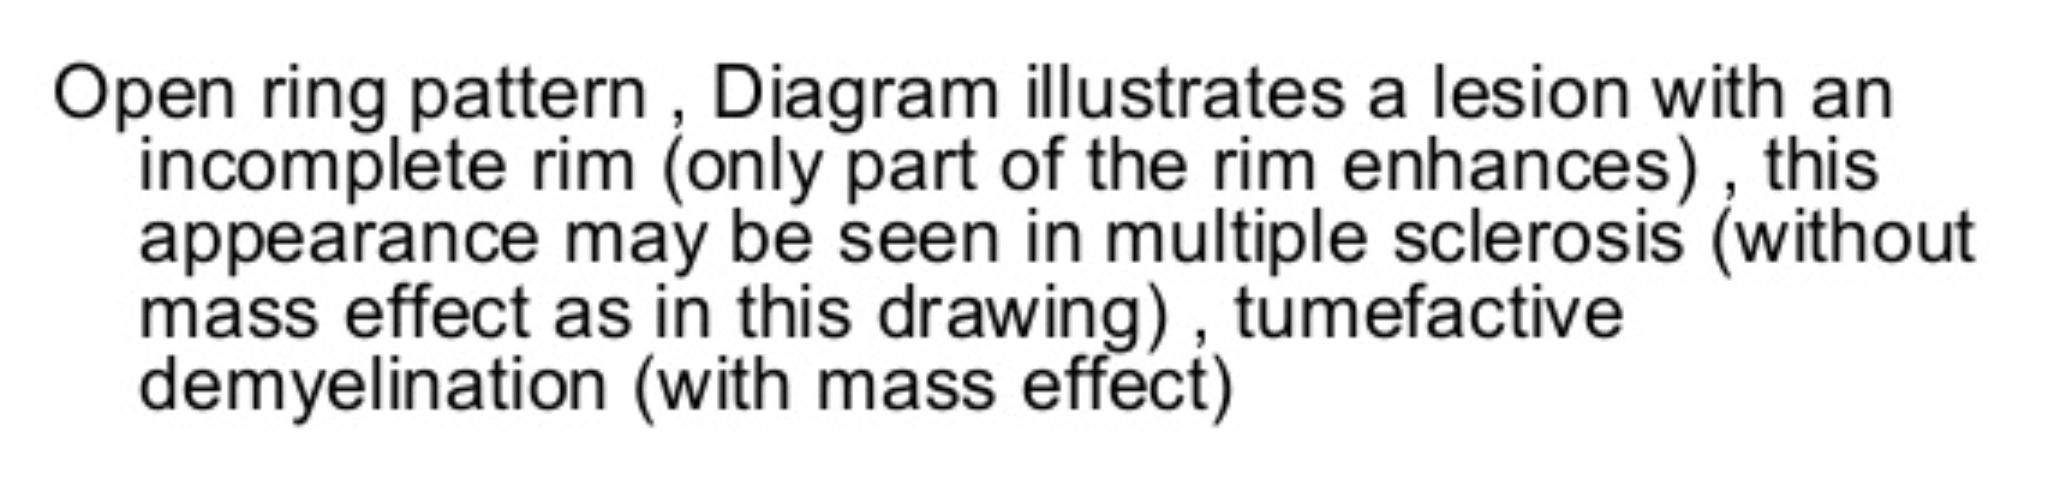 Open ring pattern , Diagram illustrates a lesion with an
incomplete rim (only part of the rim enhances) , this
appearance may be seen in multiple sclerosis (without
mass effect as in this drawing) , tumefactive
demyelination (with mass effect)